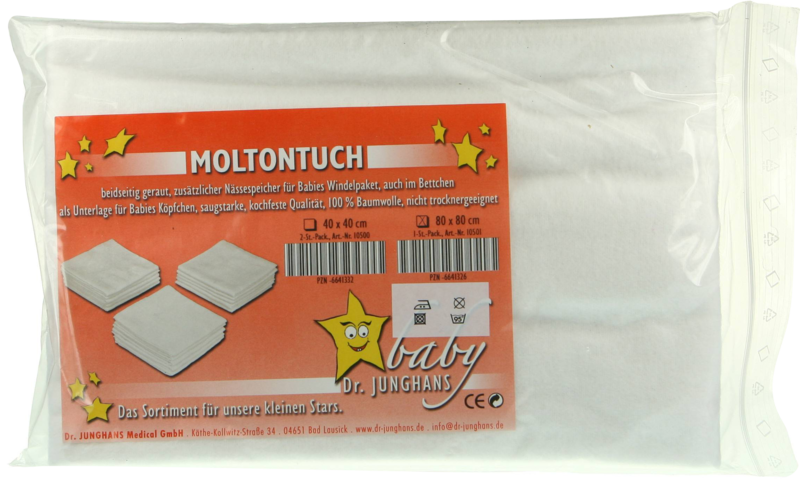 MOLTONTUCH
beidseitig geraut, zusätzlicher Nässespeicher für Babies Windelpaket, auch im Bettchen
als Unterlage für Babies Köpfchen, saugstarke, kochfeste Qualität, 100 % Baumwolle, nicht trocknergeeignet
40 x 40 cm
2-St.-Pack., Art.-Nr. 10500
80 x 80 cm
1-St.-Pack., Art.-Nr. 10501
PZN -6641332
PZN -6641326
95
baby
Dr. JUNGHANS
Das Sortiment für unsere kleinen Stars.
CE
Dr. JUNGHANS Medical GmbH . Käthe-Kollwitz-Straße 34 . 04651 Bad Lausick . www.dr-junghans.de . info@dr-junghans.de